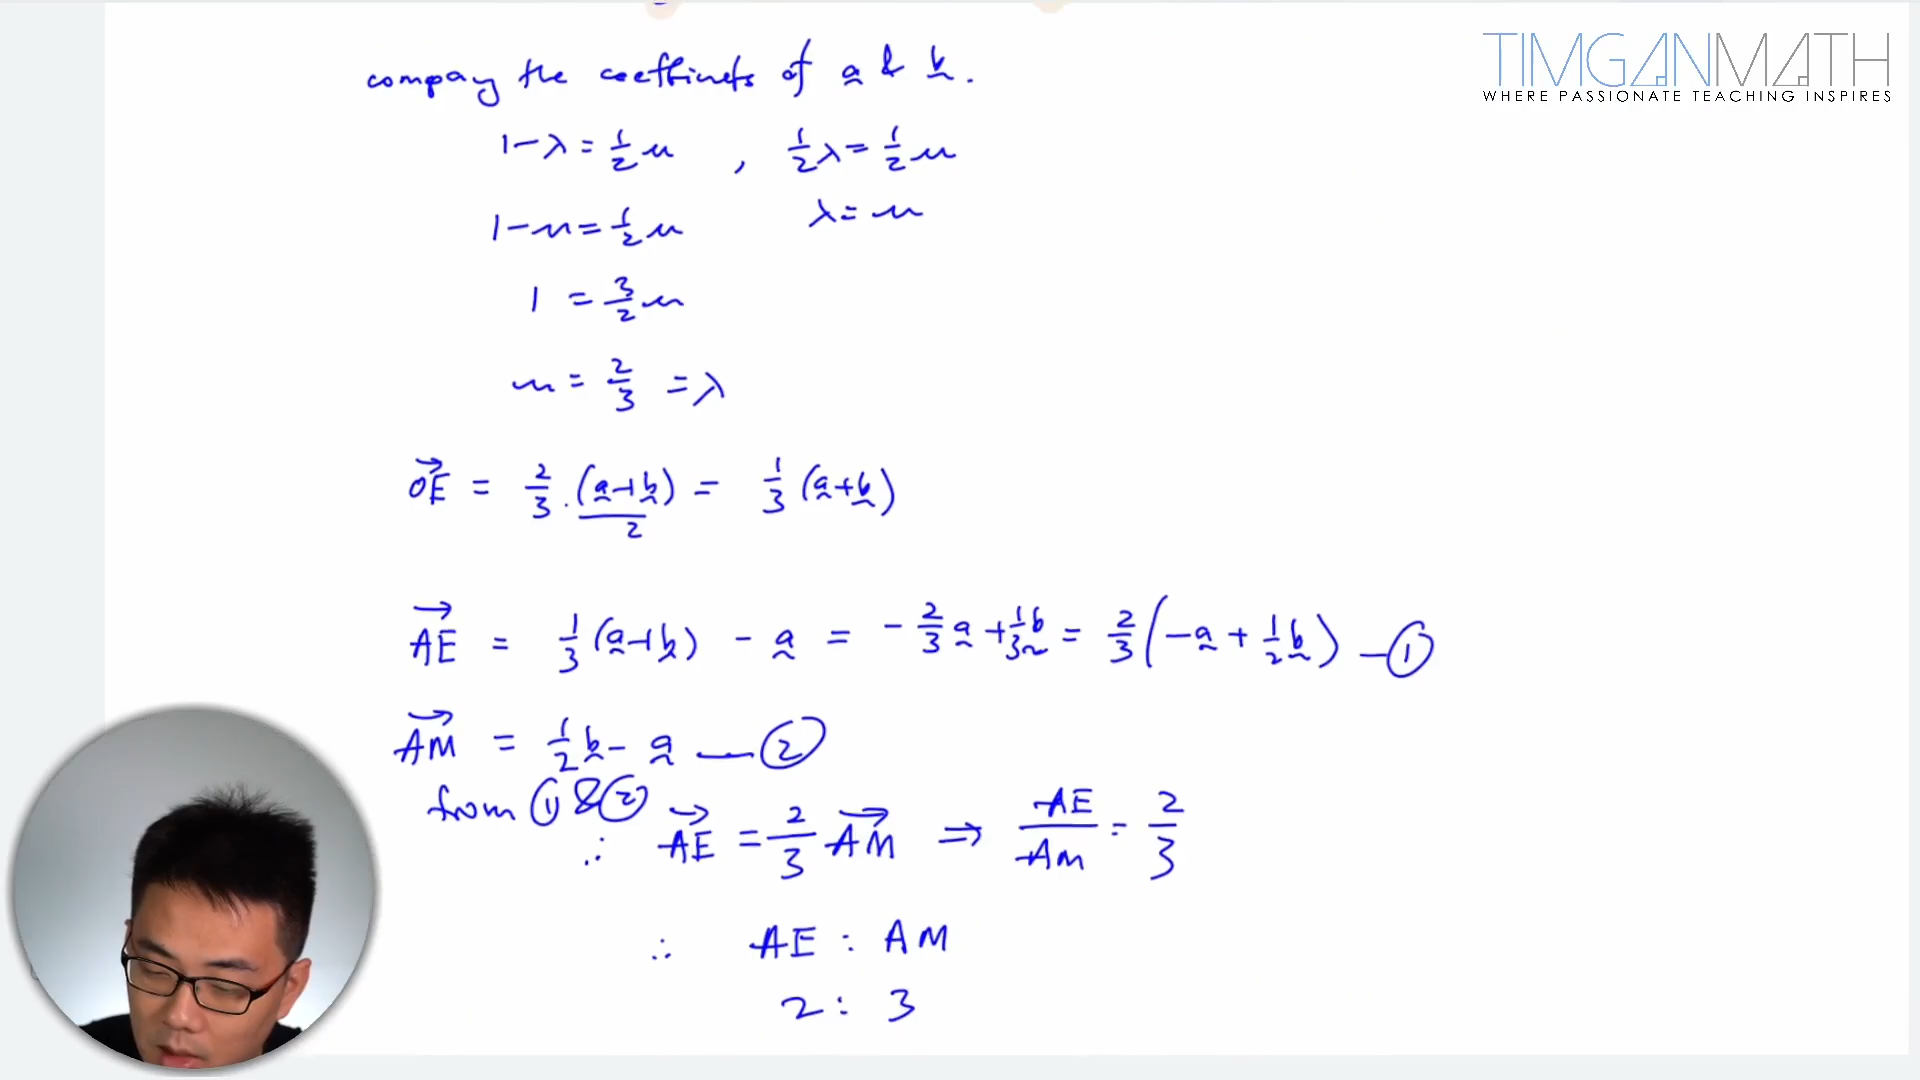 TIMGANMATH
WHERE PASSIONATE TEACHING INSPIRES
compay the coefficients of a & b.
1-λ = 1/2 μ , 1/2 λ = 1/2 μ
1-μ = 1/2 μ λ = μ
1 = 3/2 μ
μ = 2/3 = λ
OE = 2/3 · (a+b)/2 = 1/3 (a+b)
AE = 1/3 (a+b) - a = -2/3 a + 1/3 b = 2/3 (-a + 1/2 b) —①
AM = 1/2 b - a —②
from ① & ②
∴ AE = 2/3 AM ⇒ AE/AM = 2/3
∴ AE : AM
2 : 3